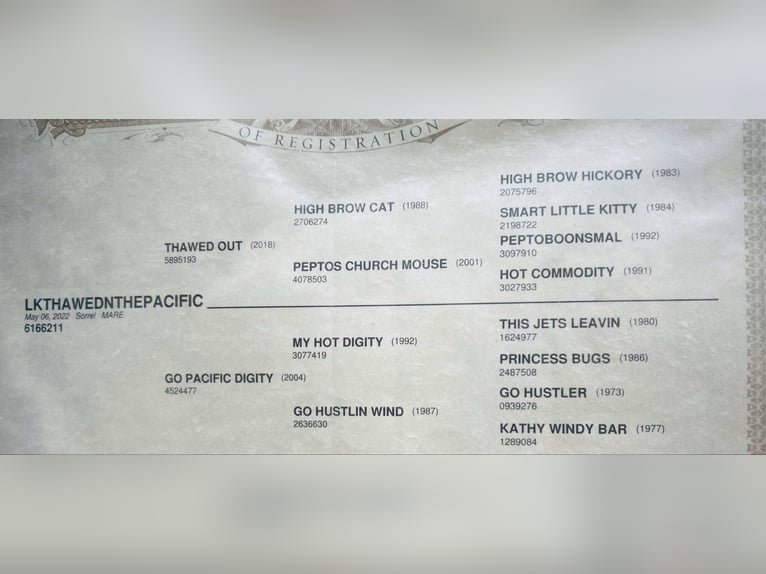 OF REGISTRATION
HIGH BROW HICKORY (1983)
2075796
HIGH BROW CAT (1988)
2706274
SMART LITTLE KITTY (1984)
2198722
THAWED OUT (2018)
5895193
PEPTOBOONSMAL (1992)
3097910
PEPTOS CHURCH MOUSE (2001)
4078503
HOT COMMODITY (1991)
3027933
LKTHAWEDNTHEPACIFIC
May 06, 2022 Sorrel MARE
6166211
THIS JETS LEAVIN (1980)
1624977
MY HOT DIGITY (1992)
3077419
PRINCESS BUGS (1986)
2487508
GO PACIFIC DIGITY (2004)
4524477
GO HUSTLER (1973)
0939276
GO HUSTLIN WIND (1987)
2636630
KATHY WINDY BAR (1977)
1289084